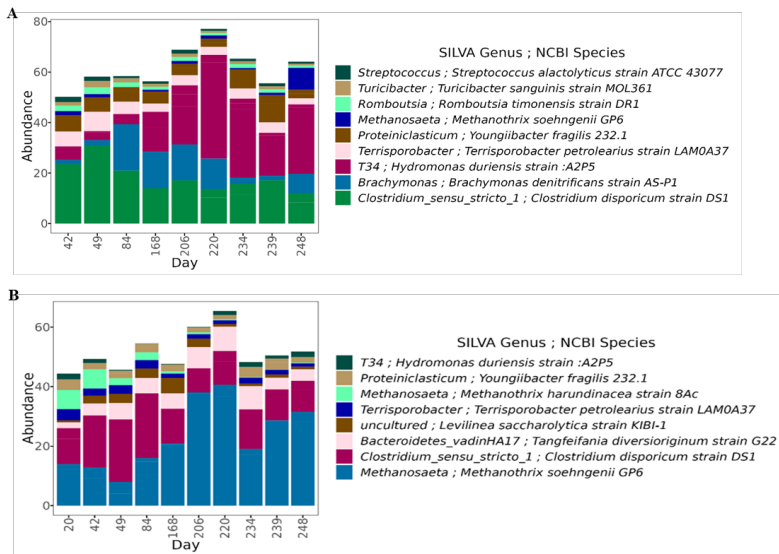 A
80
60
40
20
0
Abundance
42
49
84
168
206
220
234
239
248
Day
SILVA Genus ; NCBI Species
Streptococcus ; Streptococcus alactolyticus strain ATCC 43077
Turicibacter ; Turicibacter sanguinis strain MOL361
Romboutsia ; Romboutsia timonensis strain DR1
Methanosaeta ; Methanothrix soehngenii GP6
Proteiniclasticum ; Youngiibacter fragilis 232.1
Terrisporobacter ; Terrisporobacter petrolearius strain LAM0A37
T34 ; Hydromonas duriensis strain :A2P5
Brachymonas ; Brachymonas denitrificans strain AS-P1
Clostridium_sensu_stricto_1 ; Clostridium disporicum strain DS1
B
60
40
20
0
Abundance
20
42
49
84
168
206
220
234
239
248
Day
SILVA Genus ; NCBI Species
T34 ; Hydromonas duriensis strain :A2P5
Proteiniclasticum ; Youngiibacter fragilis 232.1
Methanosaeta ; Methanothrix harundinacea strain 8Ac
Terrisporobacter ; Terrisporobacter petrolearius strain LAM0A37
uncultured ; Levilinea saccharolytica strain KIBI-1
Bacteroidetes_vadinHA17 ; Tangfeifania diversioriginum strain G22
Clostridium_sensu_stricto_1 ; Clostridium disporicum strain DS1
Methanosaeta ; Methanothrix soehngenii GP6